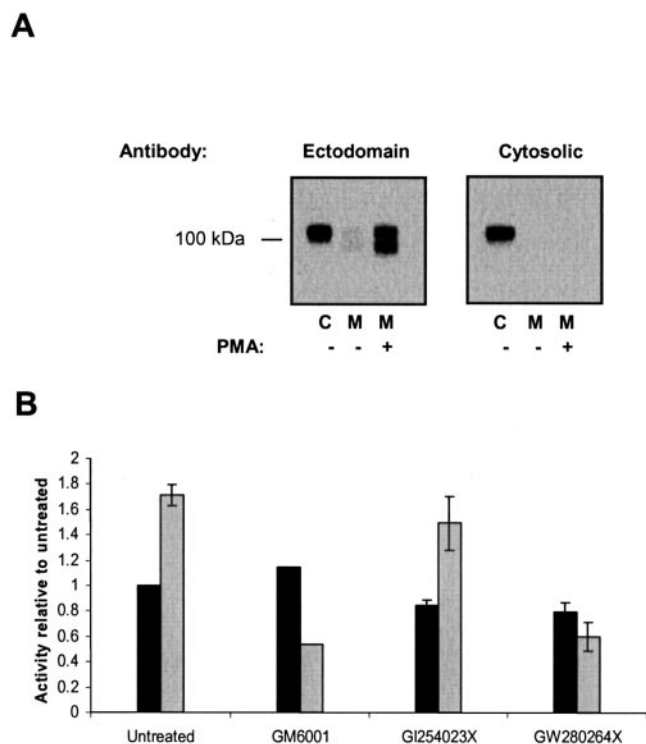 A
Antibody: Ectodomain Cytosolic
100 kDa
C M M C M M
PMA: - - + - - +
B
Activity relative to untreated
2
1.8
1.6
1.4
1.2
1
0.8
0.6
0.4
0.2
0
Untreated GM6001 GI254023X GW280264X